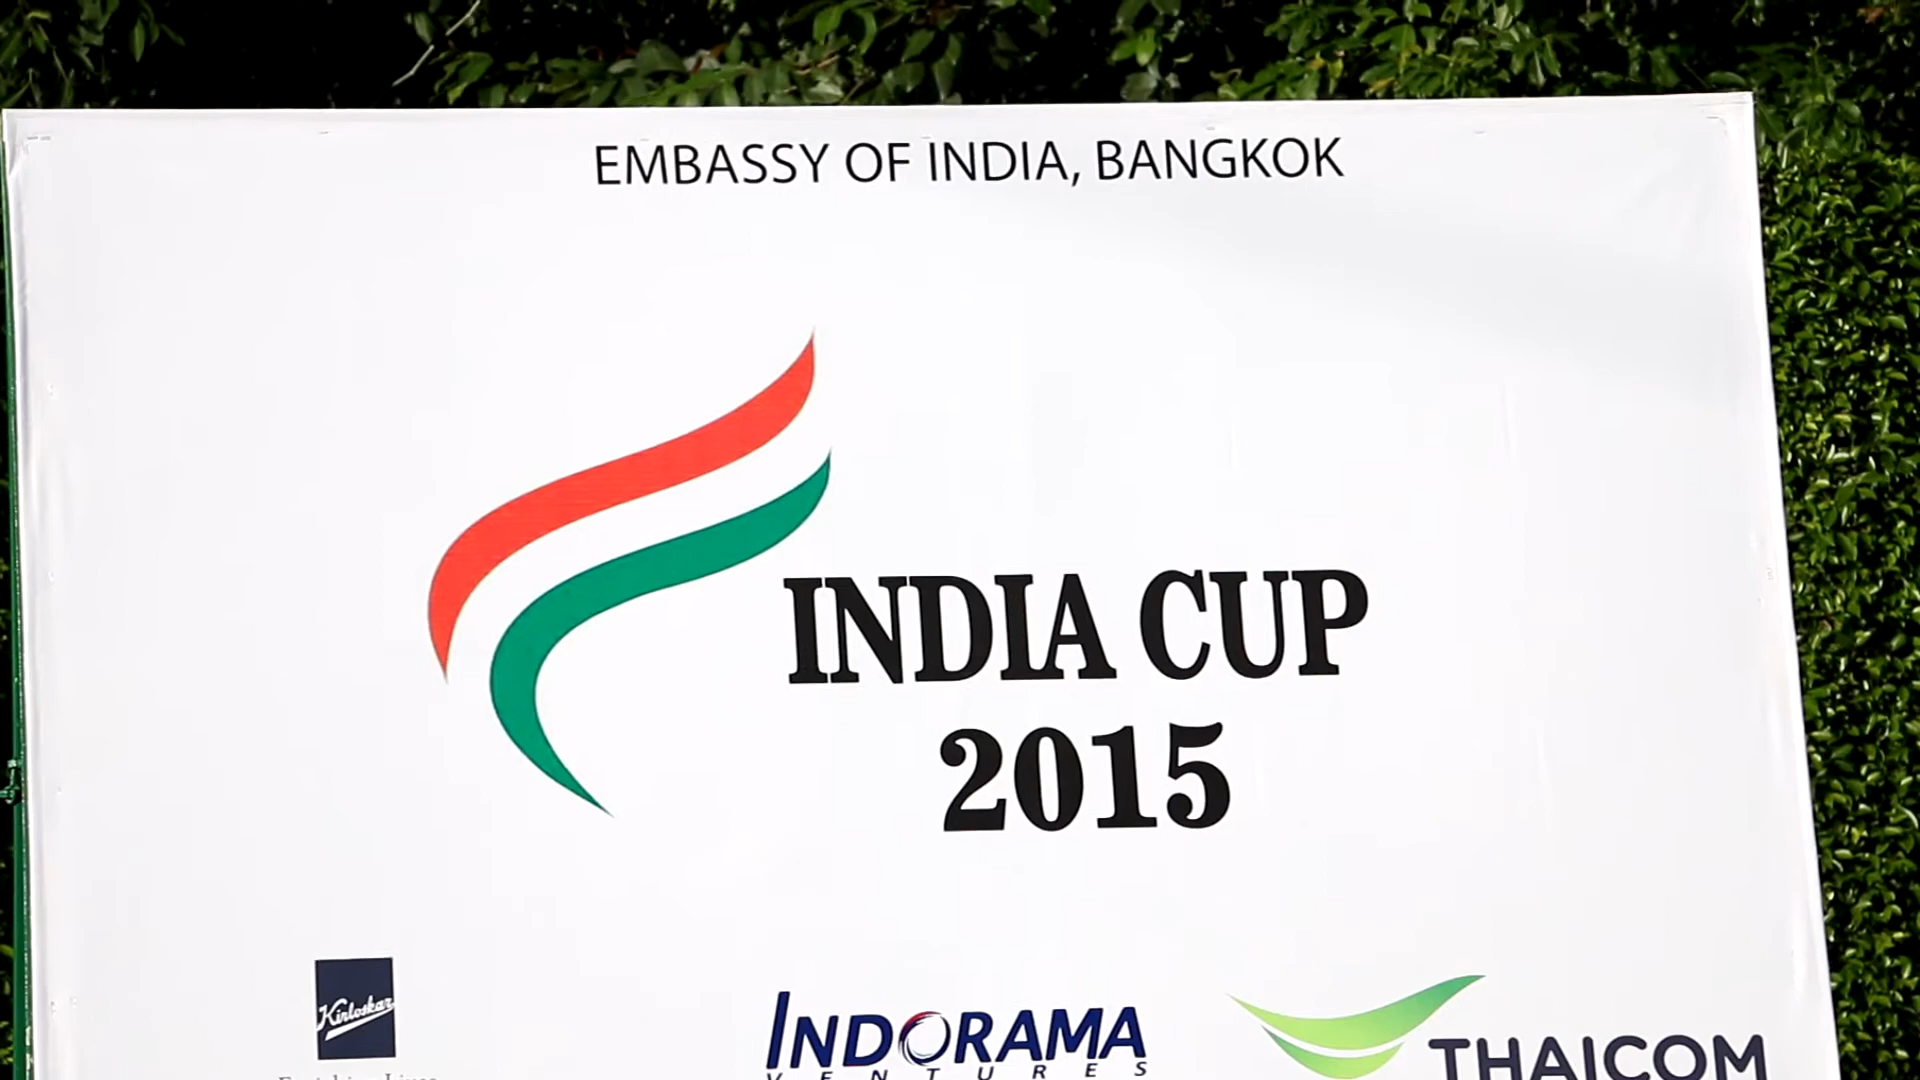 EMBASSY OF INDIA, BANGKOK
INDIA CUP
2015
Kirloskar
INDORAMA
VENTURES
THAICOM